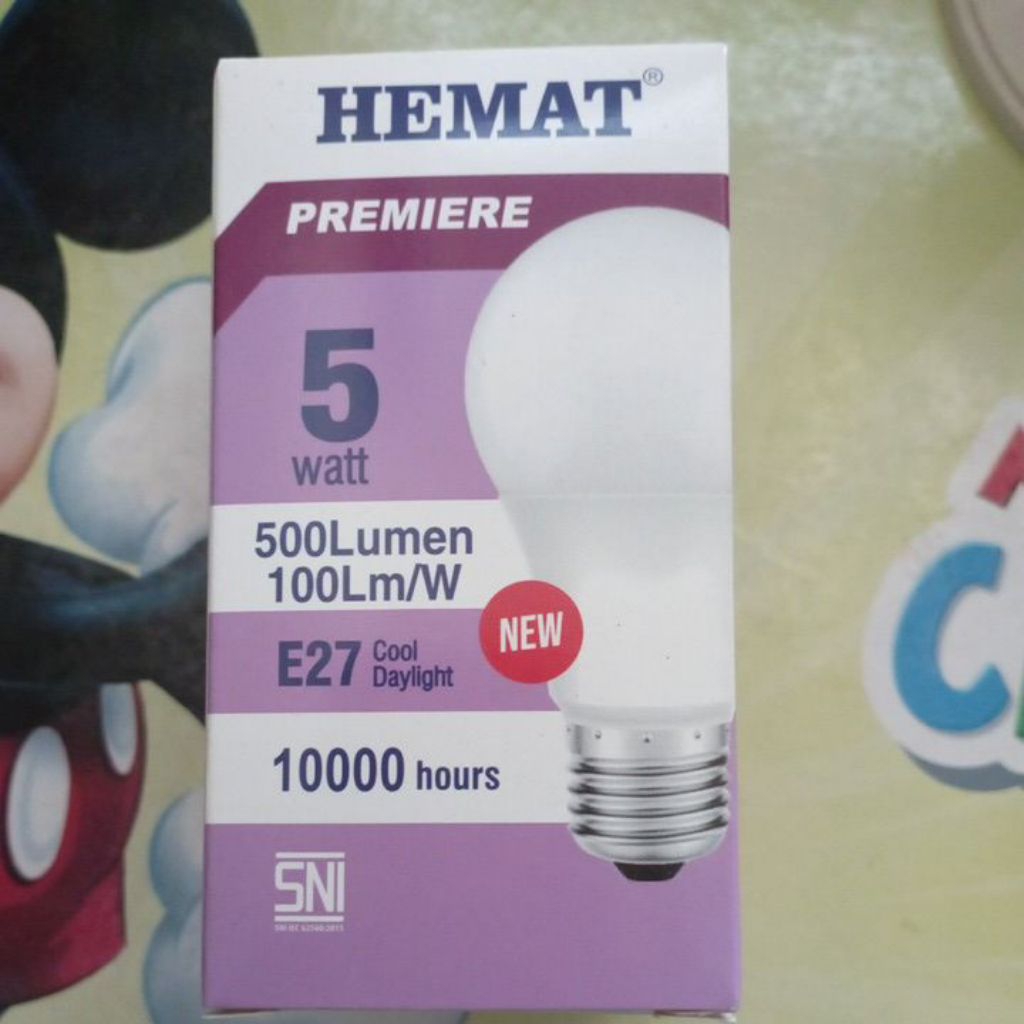 HEMAT®
PREMIERE
5
watt
500Lumen
100Lm/W
NEW
E27 Cool
Daylight
10000 hours
SNI